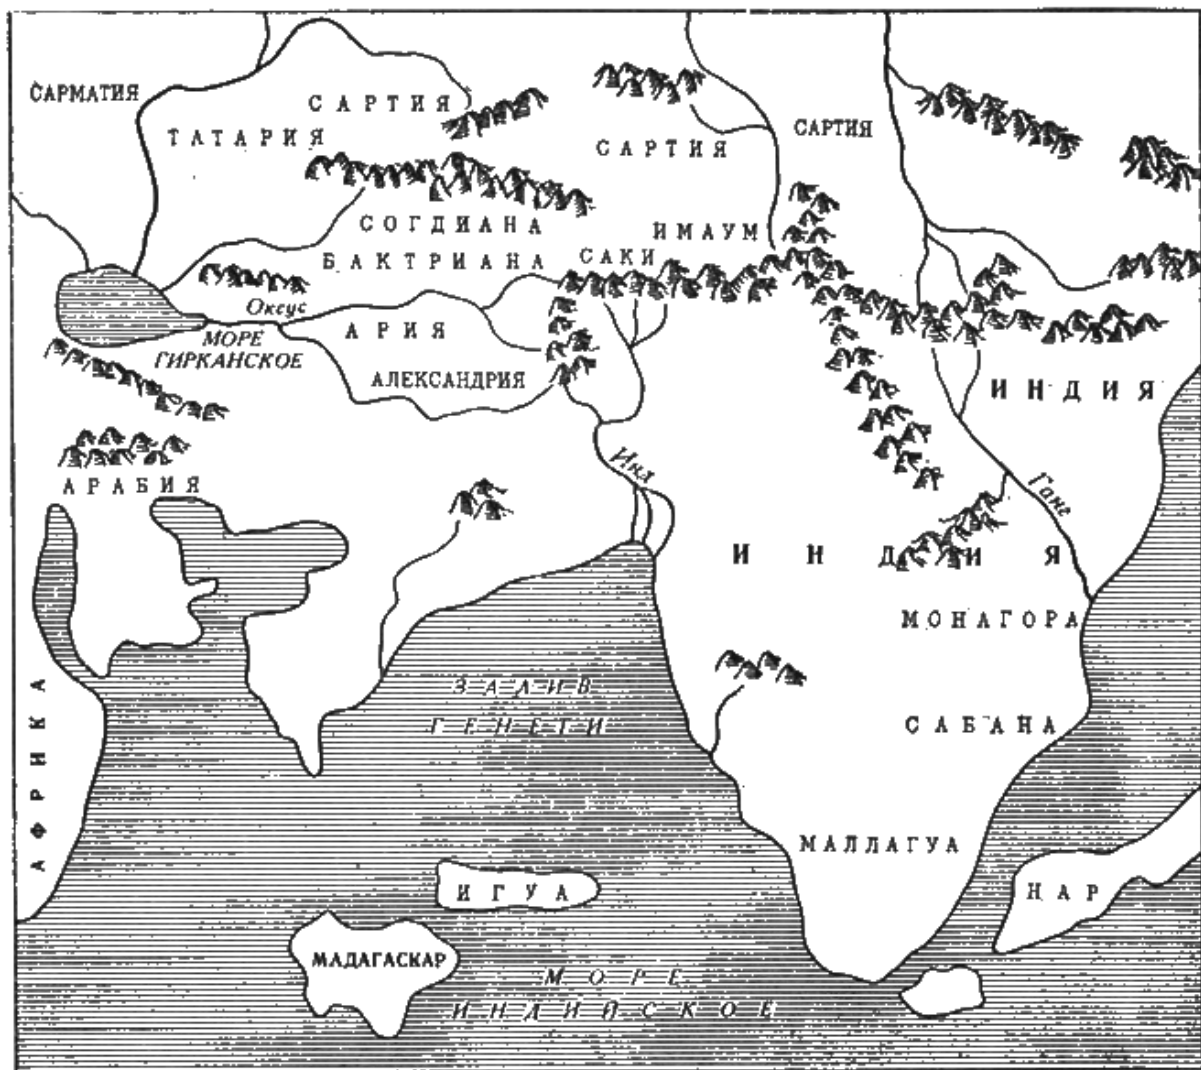 САРМАТИЯ
САРТИЯ
ТАТАРИЯ
САРТИЯ
САРТИЯ
СОГДИАНА
ИМАУМ
БАКТРИАНА
САКИ
Оксус
МОРЕ
ГИРКАНСКОЕ
АРИЯ
АЛЕКСАНДРИЯ
ИНДИЯ
АРАБИЯ
Инд
Ганг
ИНДИЯ
МОНАГОРА
АФРИКА
ЗАЛИВ
ГЕНЕТИ
САБАНА
МАЛЛАГУА
ИГУА
НАР
МАДАГАСКАР
МОРЕ
ИНДИЙСКОЕ